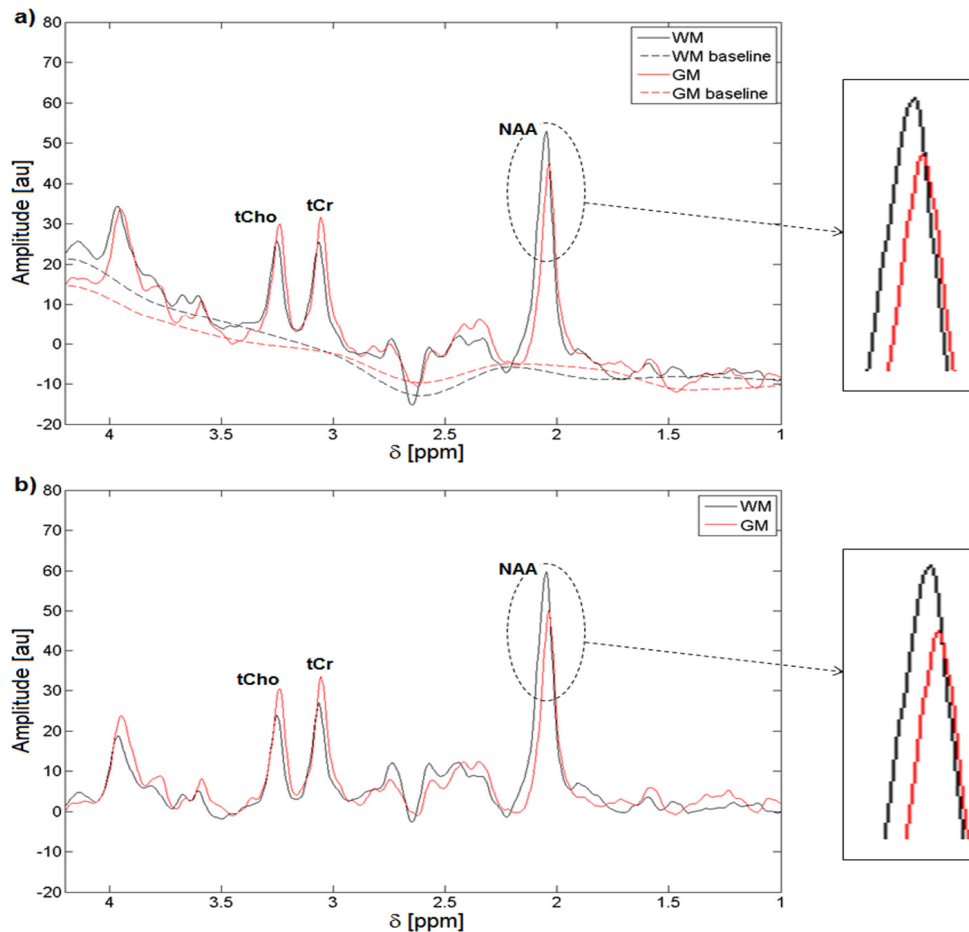 a)
80
70
60
50
40
30
20
10
0
-10
-20
Amplitude [au]
WM
WM baseline
GM
GM baseline
NAA
tCho
tCr
4
3.5
3
2.5
2
1.5
1
δ [ppm]
b)
80
70
60
50
40
30
20
10
0
-10
-20
Amplitude [au]
WM
GM
NAA
tCho
tCr
4
3.5
3
2.5
2
1.5
1
δ [ppm]